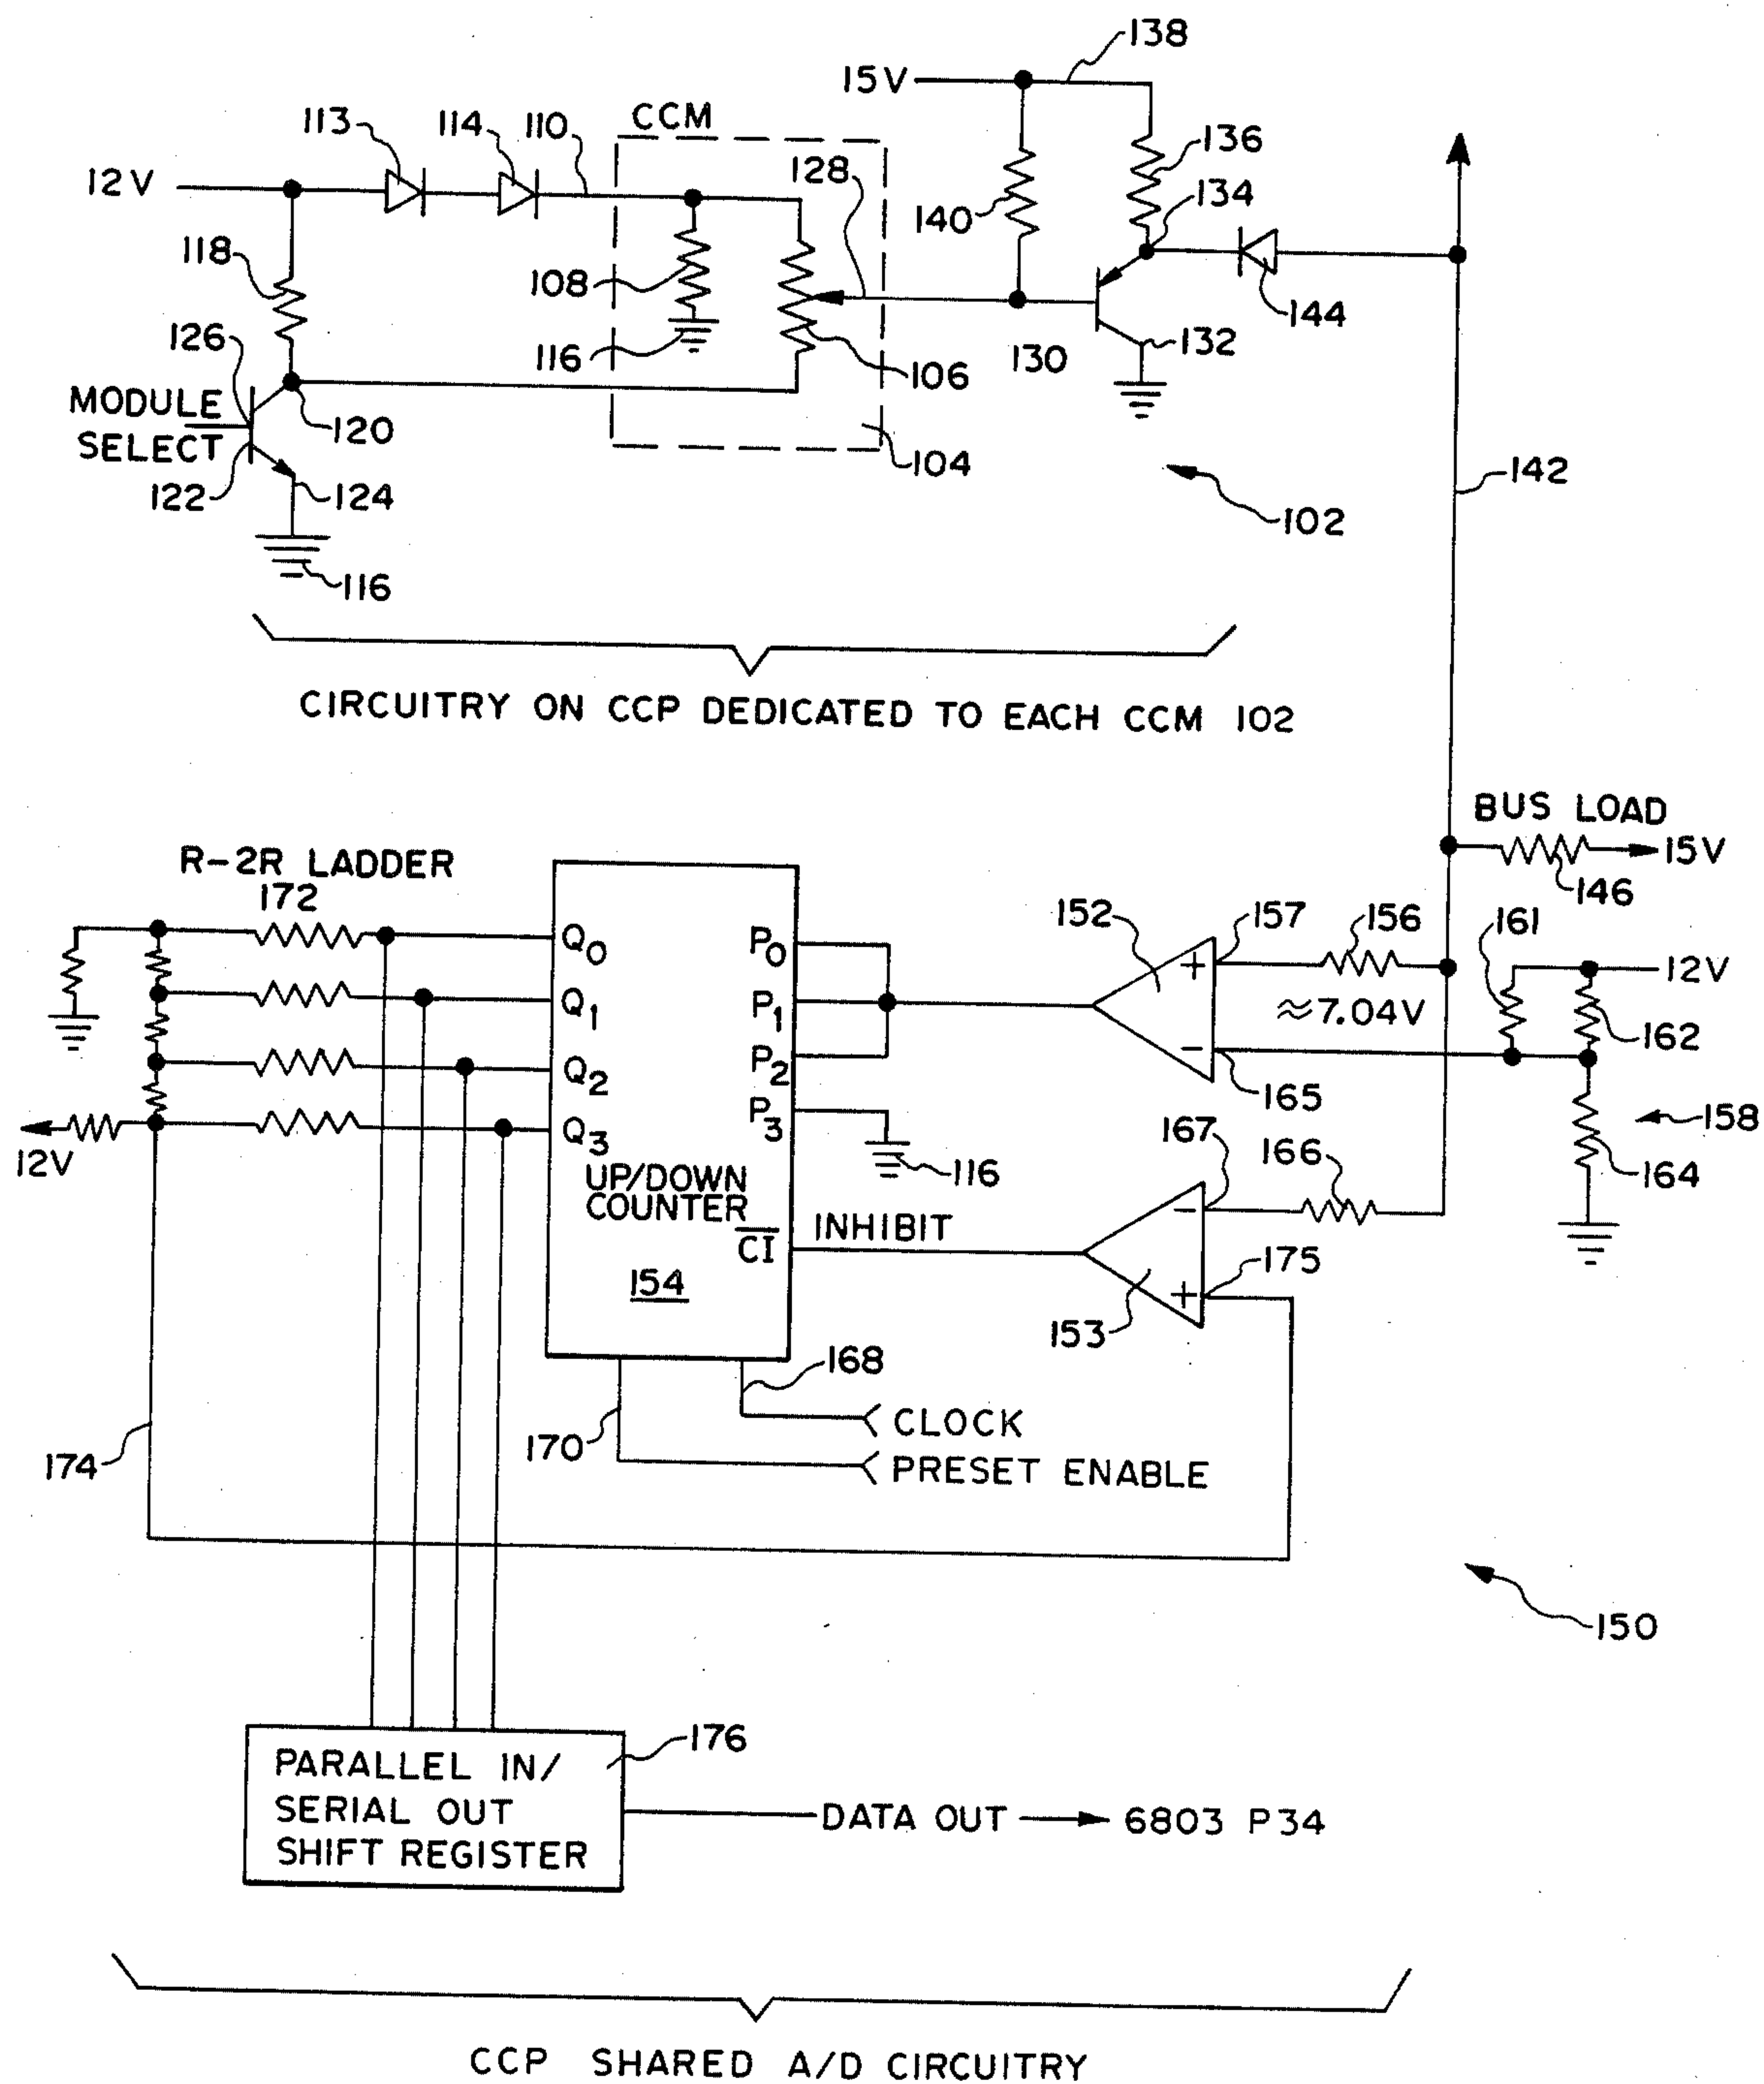 138
15V
CCM
113
114
110
128
136
12V
134
140
118
108
144
126
116
132
130
106
MODULE
SELECT
120
104
142
122
124
102
116
CIRCUITRY ON CCP DEDICATED TO EACH CCM 102
BUS LOAD
R-2R LADDER
15V
172
146
152
157
156
161
Q0
P0
12V
Q1
P1
≈7.04V
162
Q2
P2
165
Q3
P3
167
158
12V
166
UP/DOWN
COUNTER
116
164
INHIBIT
CI
175
154
153
168
CLOCK
170
174
PRESET ENABLE
150
176
PARALLEL IN/
SERIAL OUT
SHIFT REGISTER
DATA OUT
6803 P34
CCP SHARED A/D CIRCUITRY